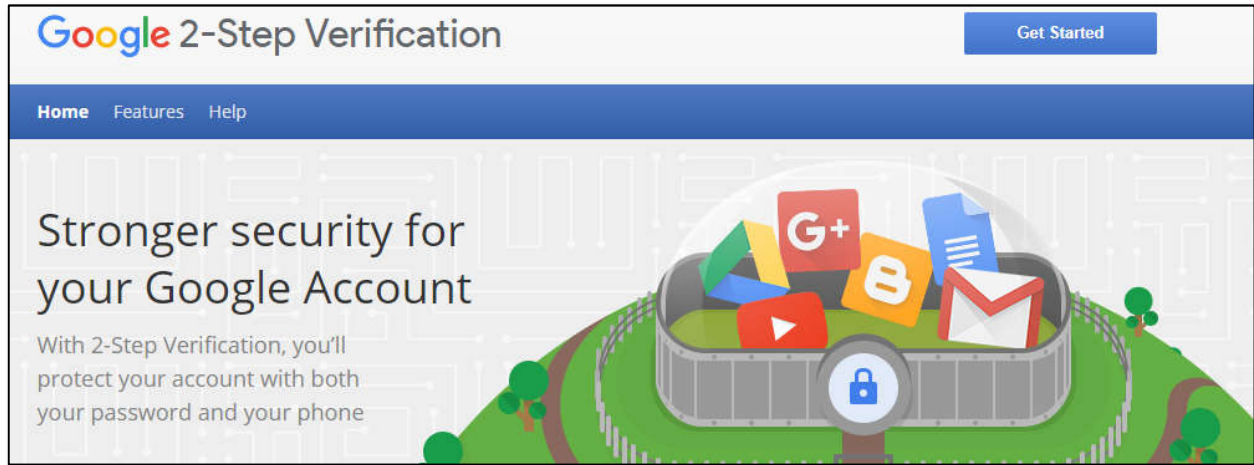 Google 2-Step Verification
Get Started
Home Features Help
Stronger security for
your Google Account
With 2-Step Verification, you'll
protect your account with both
your password and your phone
G+